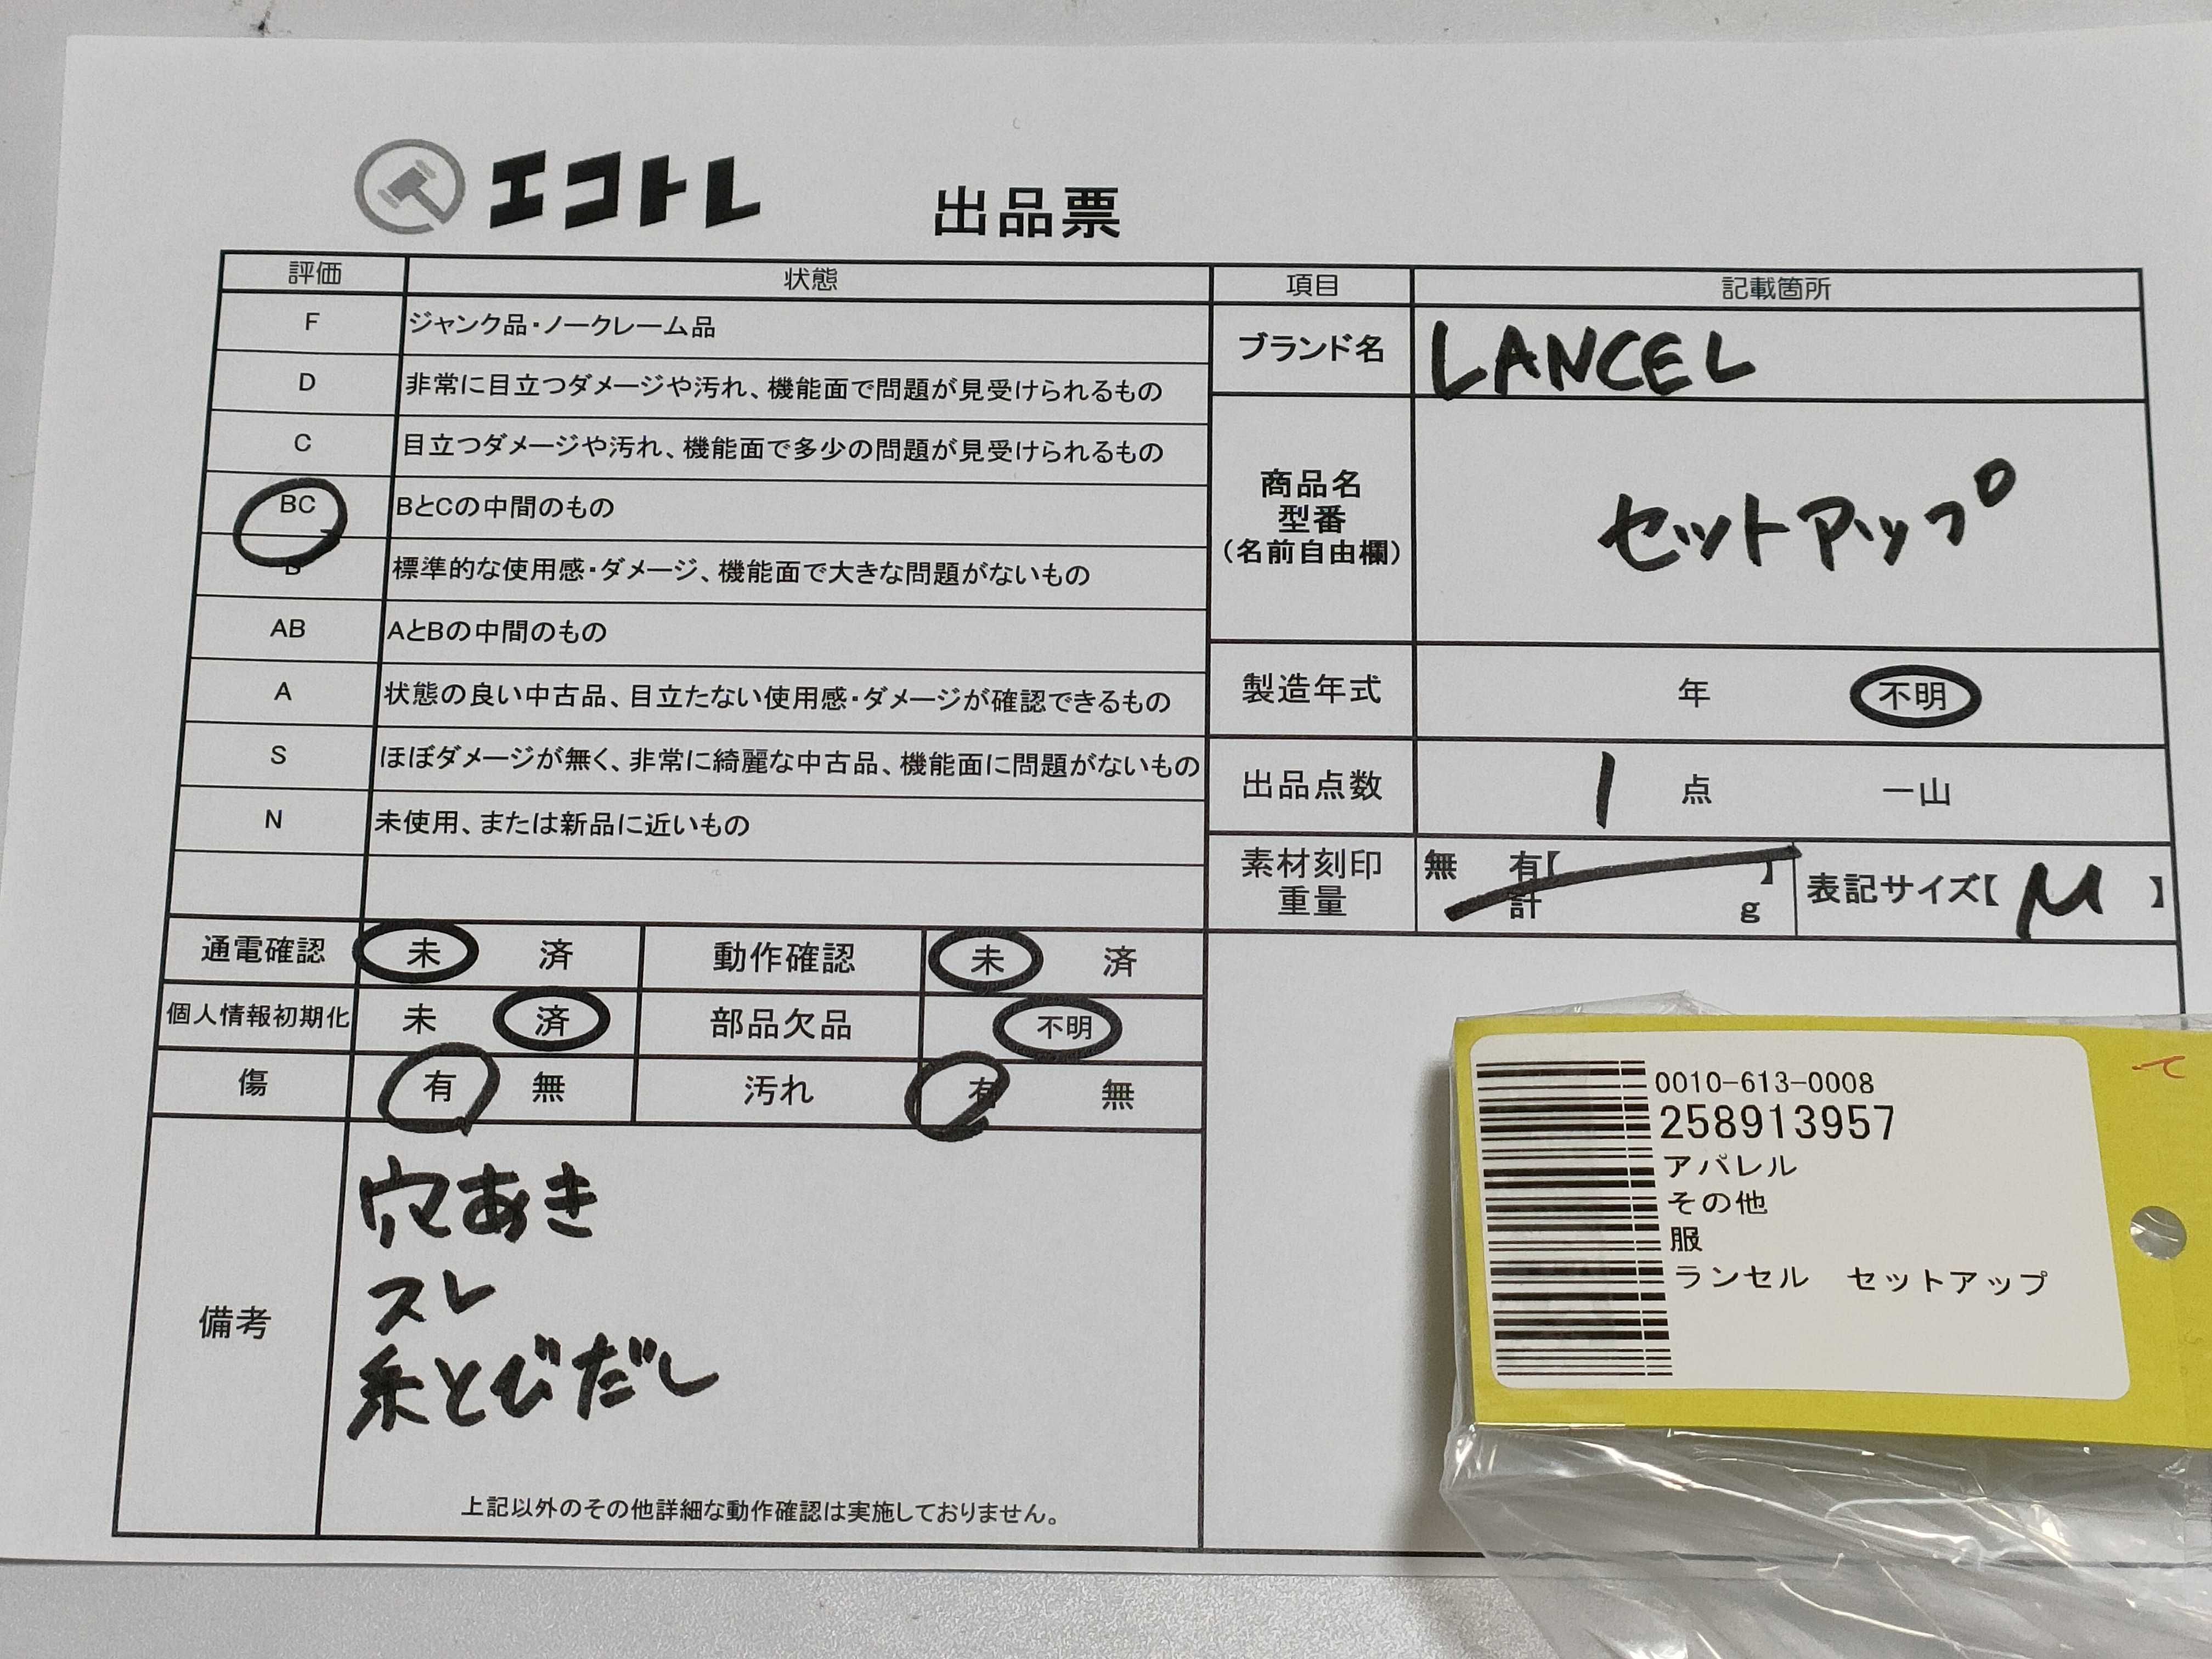 エコトレ 出品票
評価 状態
F ジャンク品・ノークレーム品
D 非常に目立つダメージや汚れ、機能面で問題が見受けられるもの
C 目立つダメージや汚れ、機能面で多少の問題が見受けられるもの
BC BとCの中間のもの
B 標準的な使用感・ダメージ、機能面で大きな問題がないもの
AB AとBの中間のもの
A 状態の良い中古品、目立たない使用感・ダメージが確認できるもの
S ほぼダメージが無く、非常に綺麗な中古品、機能面に問題がないもの
N 未使用、または新品に近いもの
通電確認 未 済 動作確認 未 済
個人情報初期化 未 済 部品欠品 不明
傷 有 無 汚れ 有 無
備考
穴あき
スレ
糸とびだし
上記以外のその他詳細な動作確認は実施しておりません。
項目 記載箇所
ブランド名 LANCEL
商品名
型番
(名前自由欄)
セットアップ
製造年式 年 不明
出品点数 1 点 一山
素材刻印
重量
無 有【 】
計 g
表記サイズ【 M 】
0010-613-0008
258913957
アパレル
その他
服
ランセル セットアップ